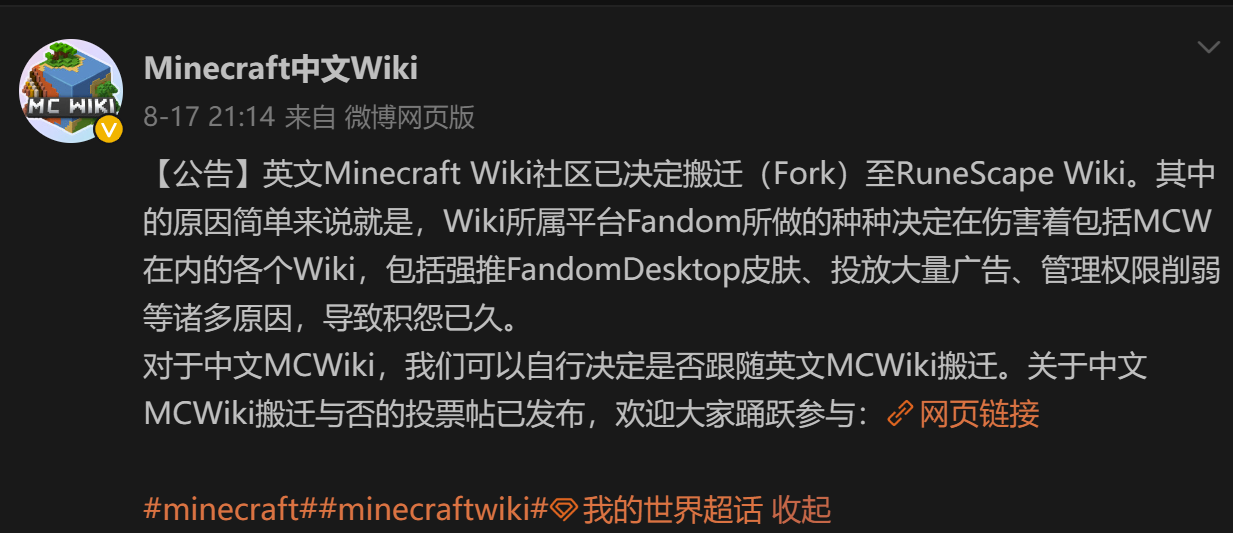 MC WIKI
V
Minecraft中文Wiki
8-17 21:14 来自 微博网页版
【公告】英文Minecraft Wiki社区已决定搬迁（Fork）至RuneScape Wiki。其中
的原因简单来说就是，Wiki所属平台Fandom所做的种种决定在伤害着包括MCW
在内的各个Wiki，包括强推FandomDesktop皮肤、投放大量广告、管理权限削弱
等诸多原因，导致积怨已久。
对于中文MCWiki，我们可以自行决定是否跟随英文MCWiki搬迁。关于中文
MCWiki搬迁与否的投票帖已发布，欢迎大家踊跃参与：网页链接
#minecraft##minecraftwiki#我的世界超话 收起